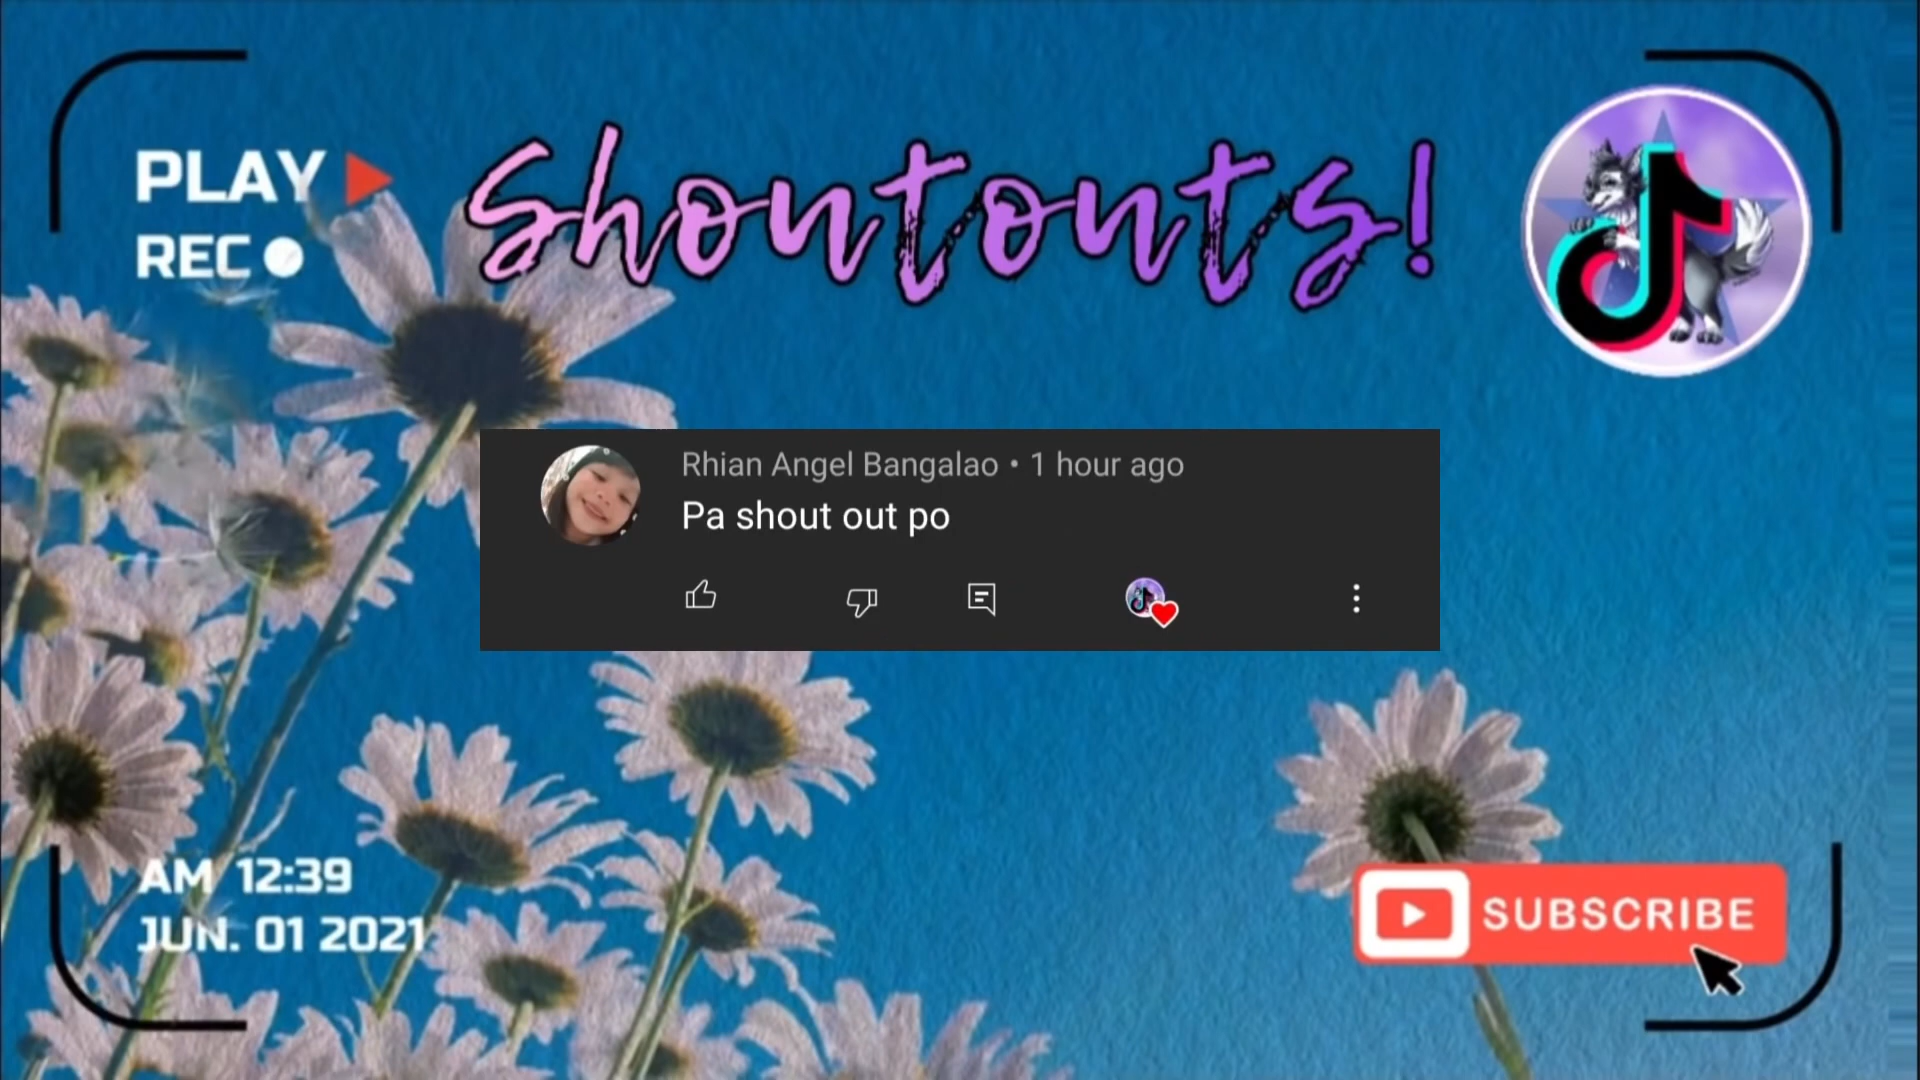 Shoutouts!
PLAY
REC
Rhian Angel Bangalao • 1 hour ago
Pa shout out po
AM 12:39
JUN. 01 2021
SUBSCRIBE